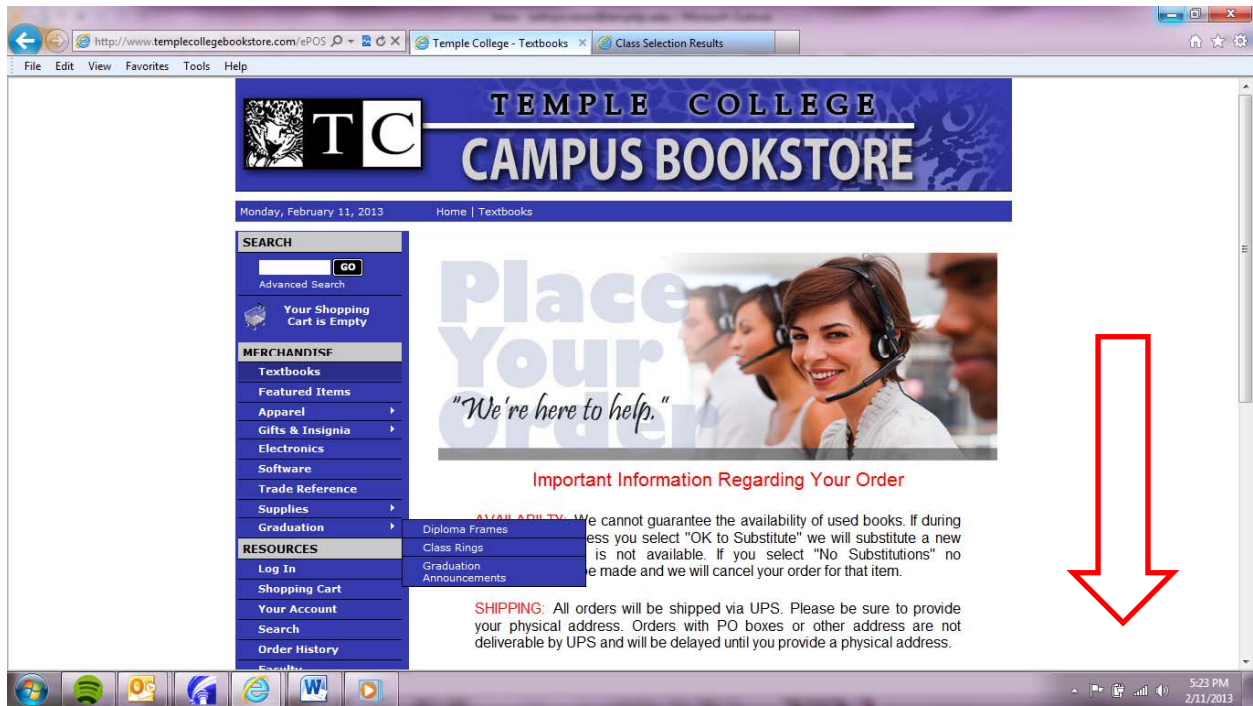 http://www.templecollegebookstore.com/ePOS
Temple College - Textbooks
Class Selection Results
File Edit View Favorites Tools Help
TC
TEMPLE COLLEGE
CAMPUS BOOKSTORE
Monday, February 11, 2013
Home | Textbooks
SEARCH
GO
Advanced Search
Your Shopping
Cart is Empty
MERCHANDISE
Textbooks
Featured Items
Apparel
Gifts & Insignia
Electronics
Software
Trade Reference
Supplies
Graduation
Diploma Frames
Class Rings
Graduation
Announcements
RESOURCES
Log In
Shopping Cart
Your Account
Search
Order History
Faculty
Place
Your
Order
"We're here to help."
Important Information Regarding Your Order
AVAILABILTY: We cannot guarantee the availability of used books. If during
ess you select "OK to Substitute" we will substitute a new
is not available. If you select "No Substitutions" no
be made and we will cancel your order for that item.
SHIPPING: All orders will be shipped via UPS. Please be sure to provide
your physical address. Orders with PO boxes or other address are not
deliverable by UPS and will be delayed until you provide a physical address.
5:23 PM
2/11/2013